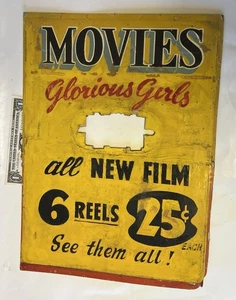 MOVIES
Glorious Girls
all NEW FILM
6 REELS 25¢ EACH
See them all!